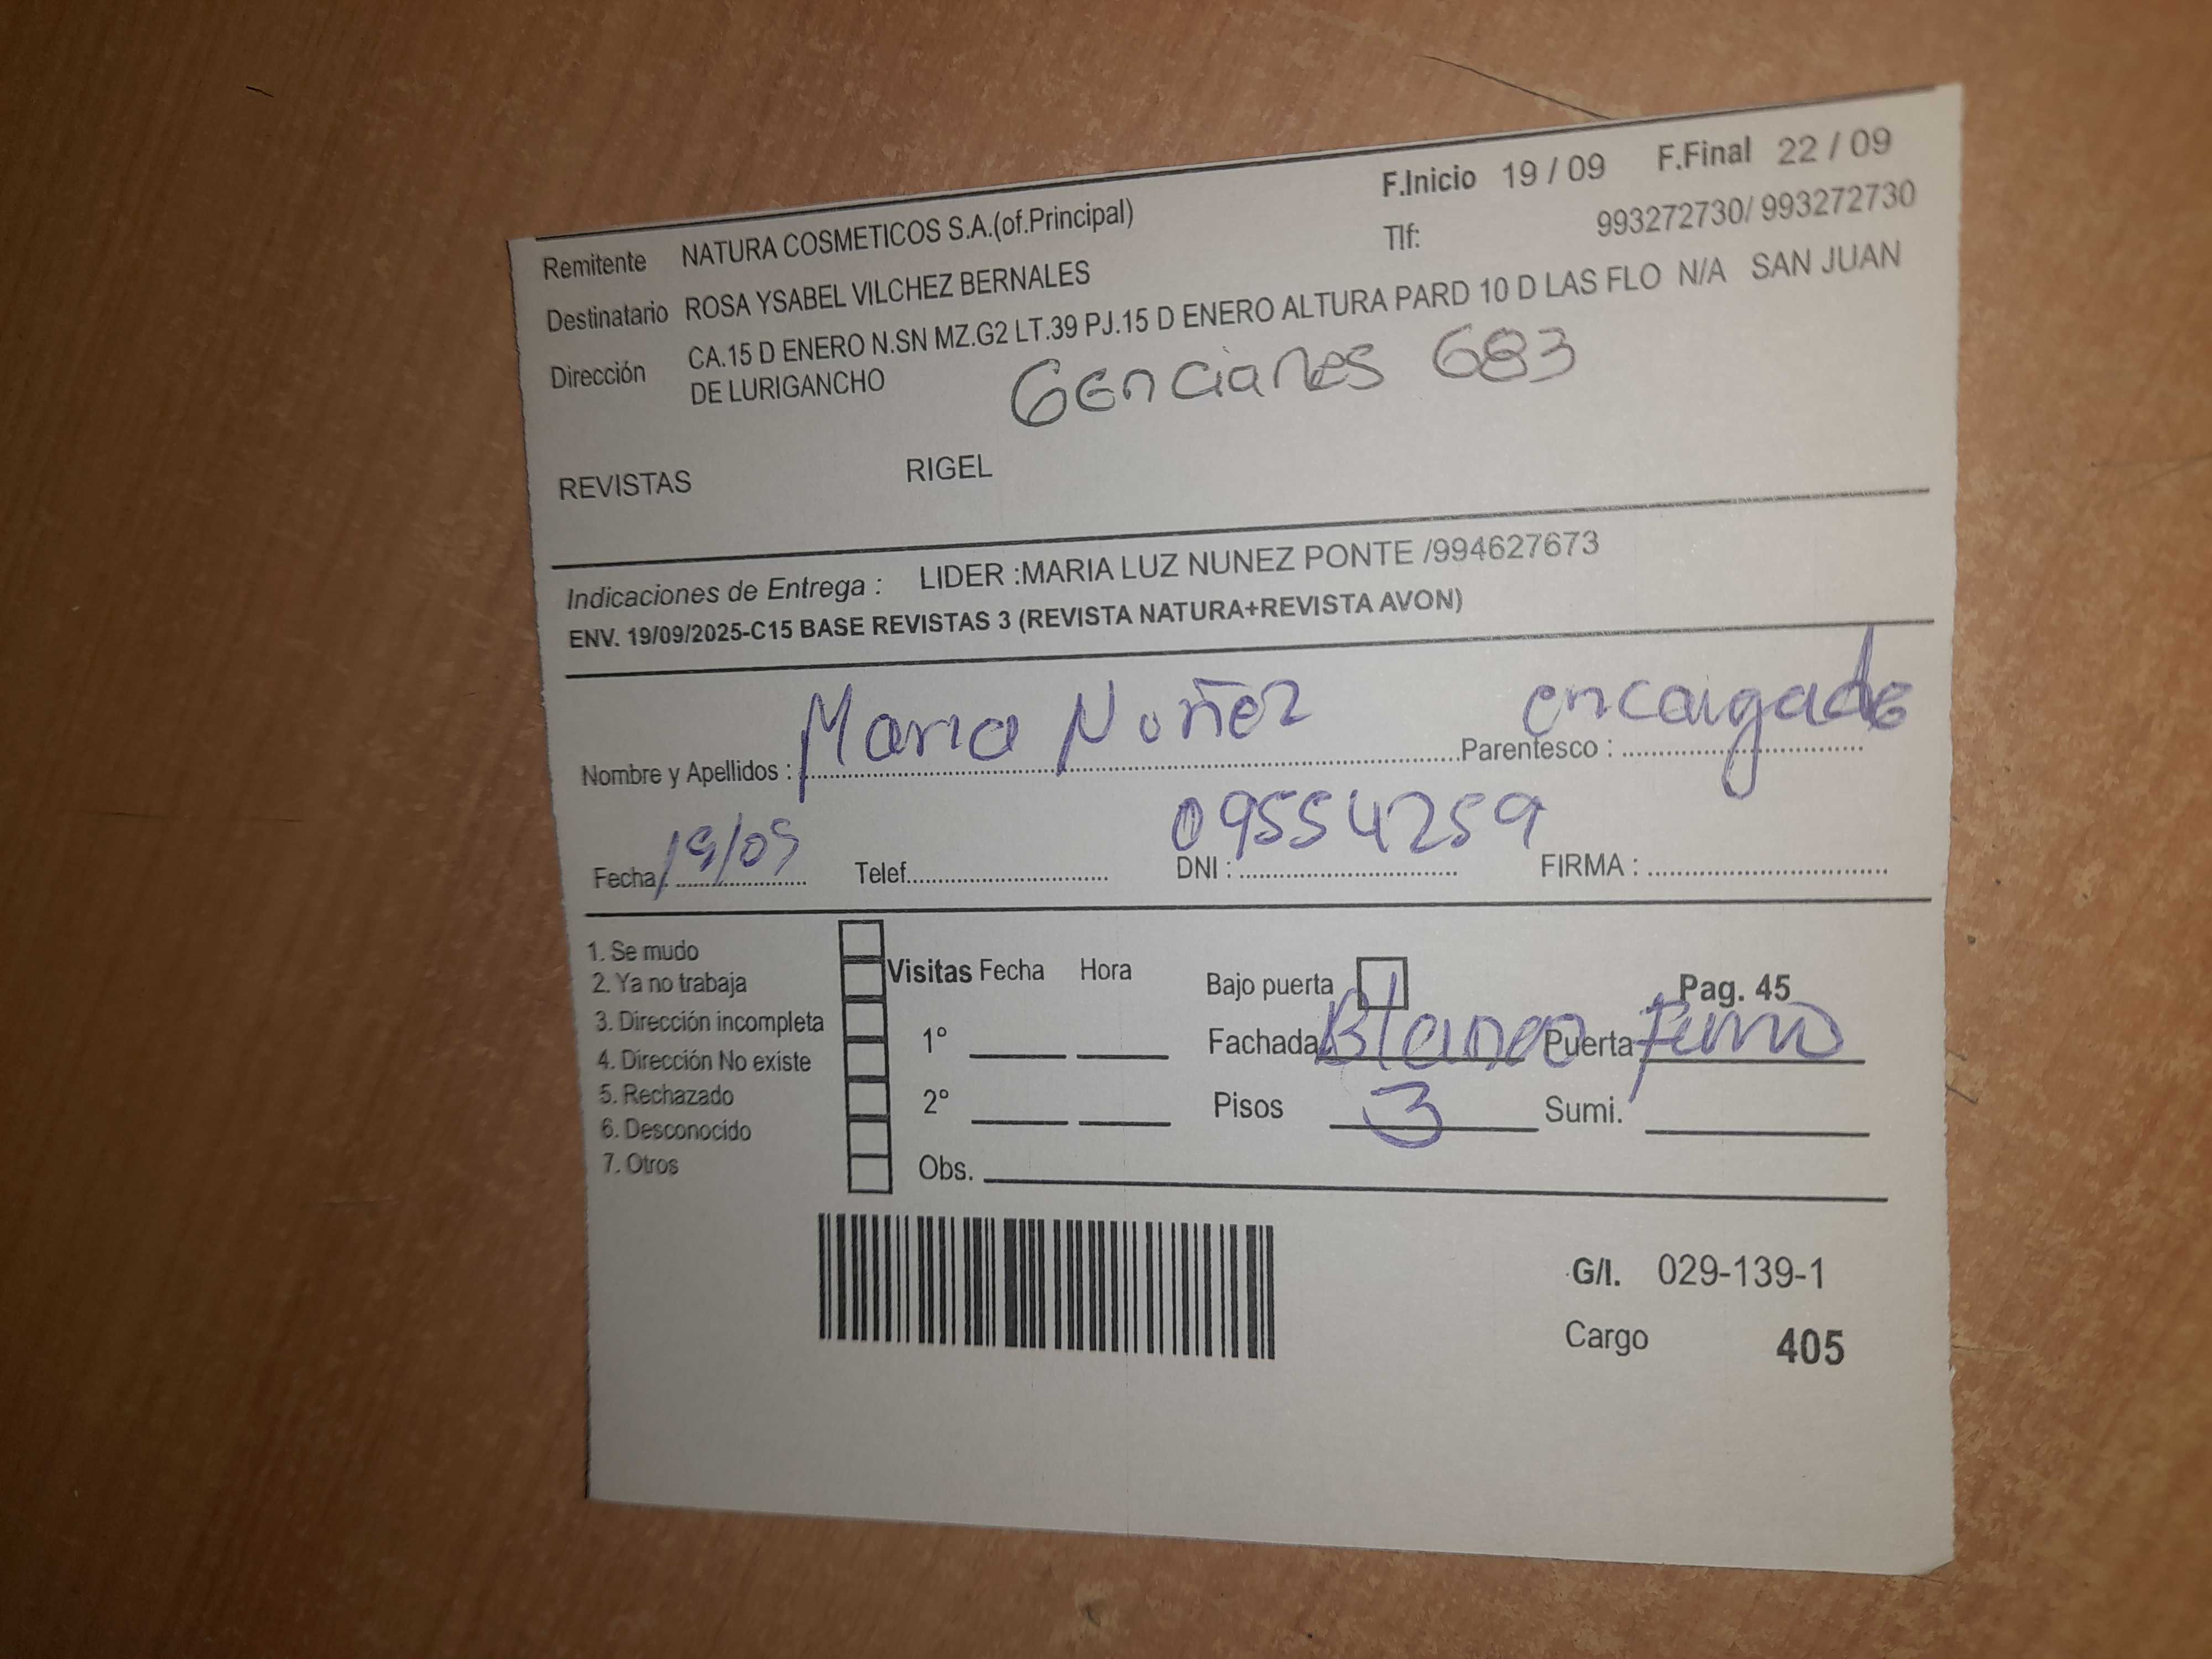 F.Inicio 19 / 09 F.Final 22 / 09
Remitente NATURA COSMETICOS S.A.(of.Principal) Tlf: 993272730/ 993272730
Destinatario ROSA YSABEL VILCHEZ BERNALES
Dirección CA.15 D ENERO N.SN MZ.G2 LT.39 PJ.15 D ENERO ALTURA PARD 10 D LAS FLO N/A SAN JUAN
DE LURIGANCHO
Gencianes 683
REVISTAS RIGEL
Indicaciones de Entrega : LIDER :MARIA LUZ NUNEZ PONTE /994627673
ENV. 19/09/2025-C15 BASE REVISTAS 3 (REVISTA NATURA+REVISTA AVON)
Nombre y Apellidos : Maria Nuñez Parentesco : encargada
Fecha : 19/09 Telef. DNI : 09554259 FIRMA :
1. Se mudo
2. Ya no trabaja
3. Dirección incompleta
4. Dirección No existe
5. Rechazado
6. Desconocido
7. Otros
Visitas Fecha Hora
1°
2°
Obs.
Bajo puerta Pag. 45
Fachada Blanco Puerta Fierro
Pisos 3 Sumi.
G/I. 029-139-1
Cargo 405